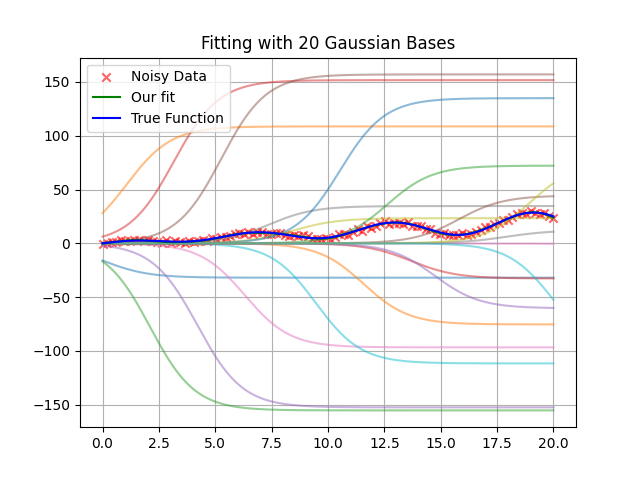 Fitting with 20 Gaussian Bases
Noisy Data
Our fit
True Function
150
100
50
0
−50
−100
−150
0.0 2.5 5.0 7.5 10.0 12.5 15.0 17.5 20.0